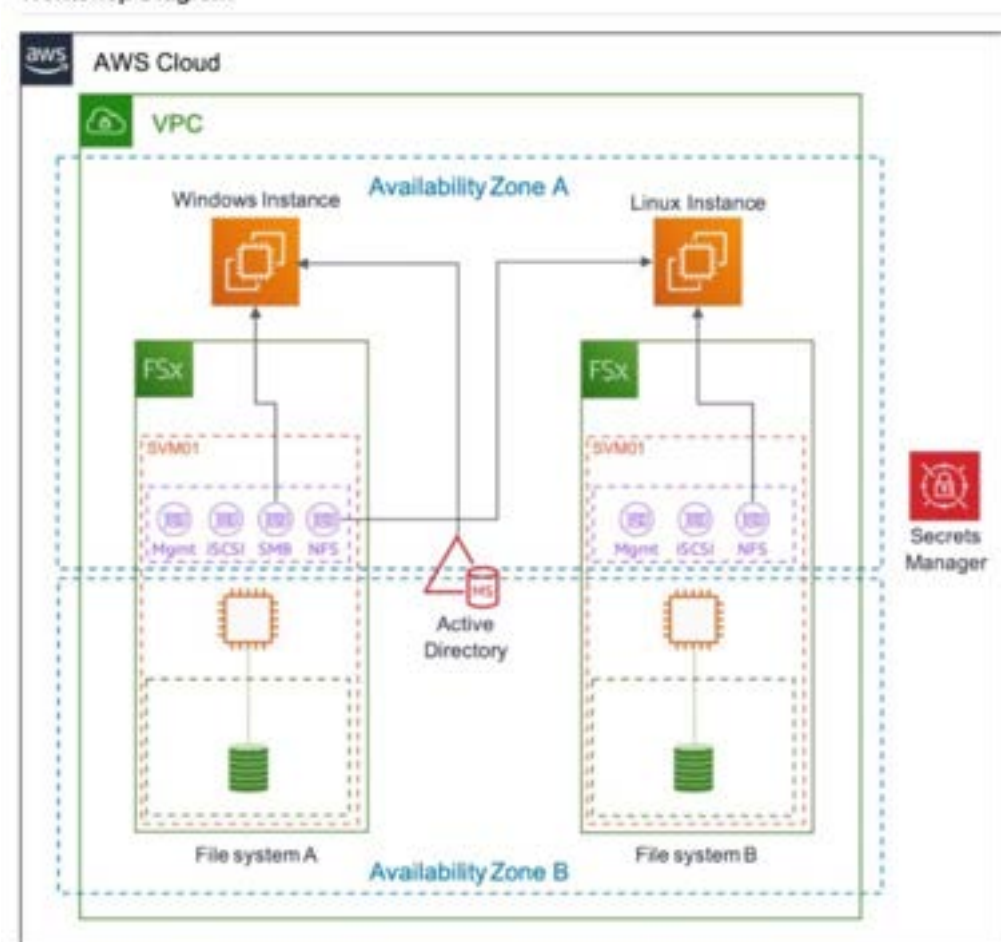 aws
AWS Cloud
VPC
Availability Zone A
Windows Instance
Linux Instance
FSx
FSx
SVM01
SVM01
Mgmt iSCSI SMB NFS
Mgmt iSCSI NFS
Secrets
Manager
MS
Active
Directory
File system A
File system B
Availability Zone B